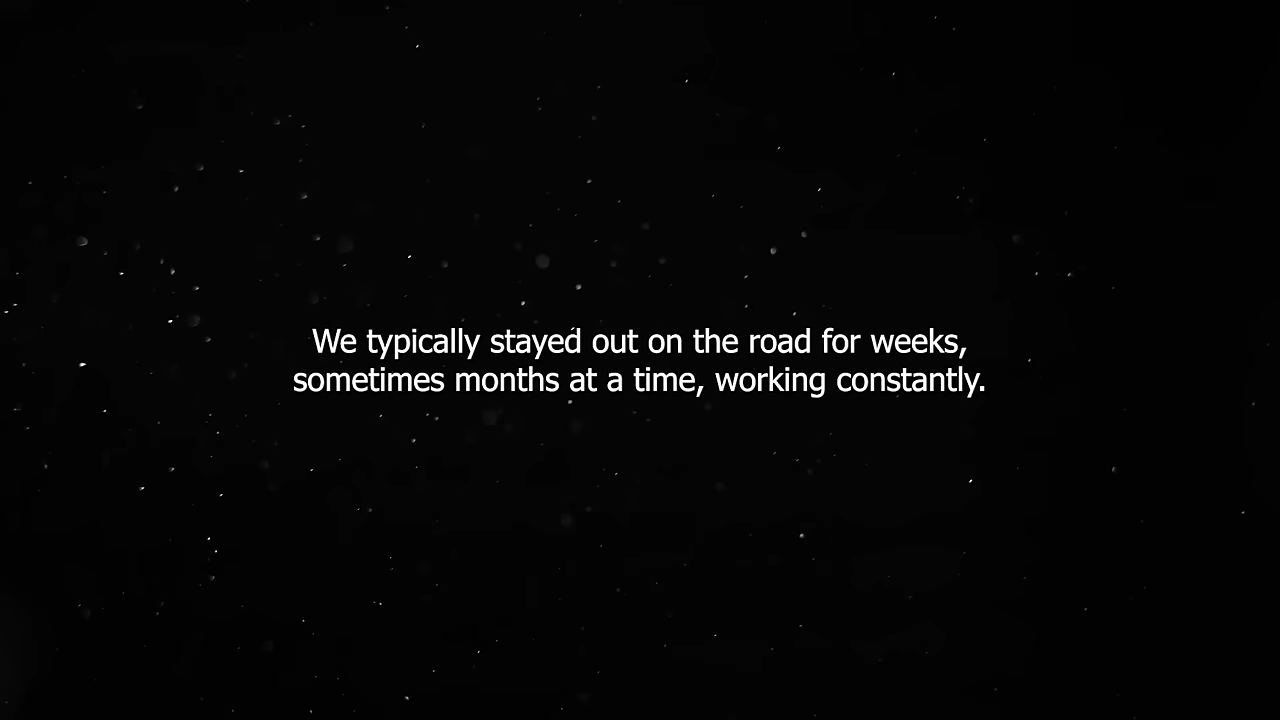 We typically stayed out on the road for weeks,
sometimes months at a time, working constantly.